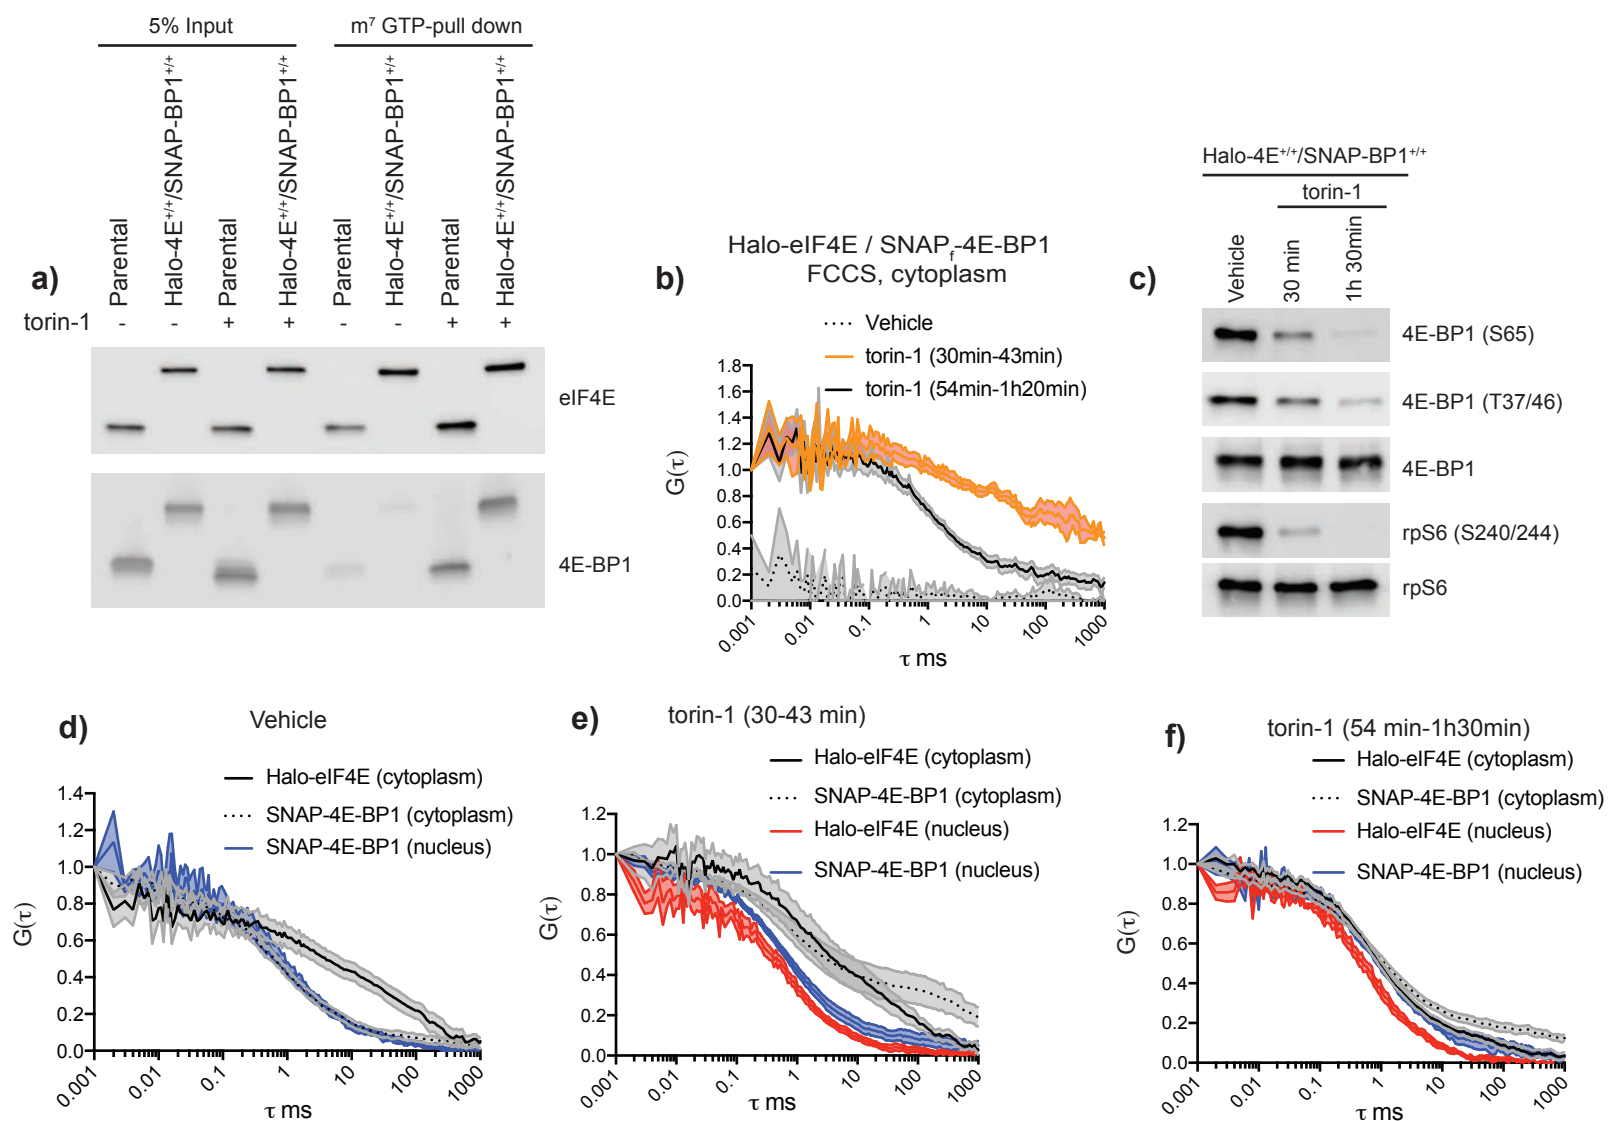 a)
5% Input
m⁷ GTP-pull down
Parental
Halo-4E+/+/SNAP-BP1+/+
Parental
Halo-4E+/+/SNAP-BP1+/+
Parental
Halo-4E+/+/SNAP-BP1+/+
Parental
Halo-4E+/+/SNAP-BP1+/+
torin-1 - - + + - - + +
eIF4E
4E-BP1
b)
Halo-eIF4E / SNAPf-4E-BP1
FCCS, cytoplasm
Vehicle
torin-1 (30min-43min)
torin-1 (54min-1h20min)
G(τ)
1.8
1.6
1.4
1.2
1.0
0.8
0.6
0.4
0.2
0.0
0.001 0.01 0.1 1 10 100 1000
τ ms
c)
Halo-4E+/+/SNAP-BP1+/+
torin-1
Vehicle
30 min
1h 30min
4E-BP1 (S65)
4E-BP1 (T37/46)
4E-BP1
rpS6 (S240/244)
rpS6
d)
Vehicle
Halo-eIF4E (cytoplasm)
SNAP-4E-BP1 (cytoplasm)
SNAP-4E-BP1 (nucleus)
G(τ)
1.4
1.2
1.0
0.8
0.6
0.4
0.2
0.0
0.001 0.01 0.1 1 10 100 1000
τ ms
e)
torin-1 (30-43 min)
Halo-eIF4E (cytoplasm)
SNAP-4E-BP1 (cytoplasm)
Halo-eIF4E (nucleus)
SNAP-4E-BP1 (nucleus)
G(τ)
1.2
1.0
0.8
0.6
0.4
0.2
0.0
0.001 0.01 0.1 1 10 100 1000
τ ms
f)
torin-1 (54 min-1h30min)
Halo-eIF4E (cytoplasm)
SNAP-4E-BP1 (cytoplasm)
Halo-eIF4E (nucleus)
SNAP-4E-BP1 (nucleus)
G(τ)
1.2
1.0
0.8
0.6
0.4
0.2
0.0
0.001 0.01 0.1 1 10 100 1000
τ ms